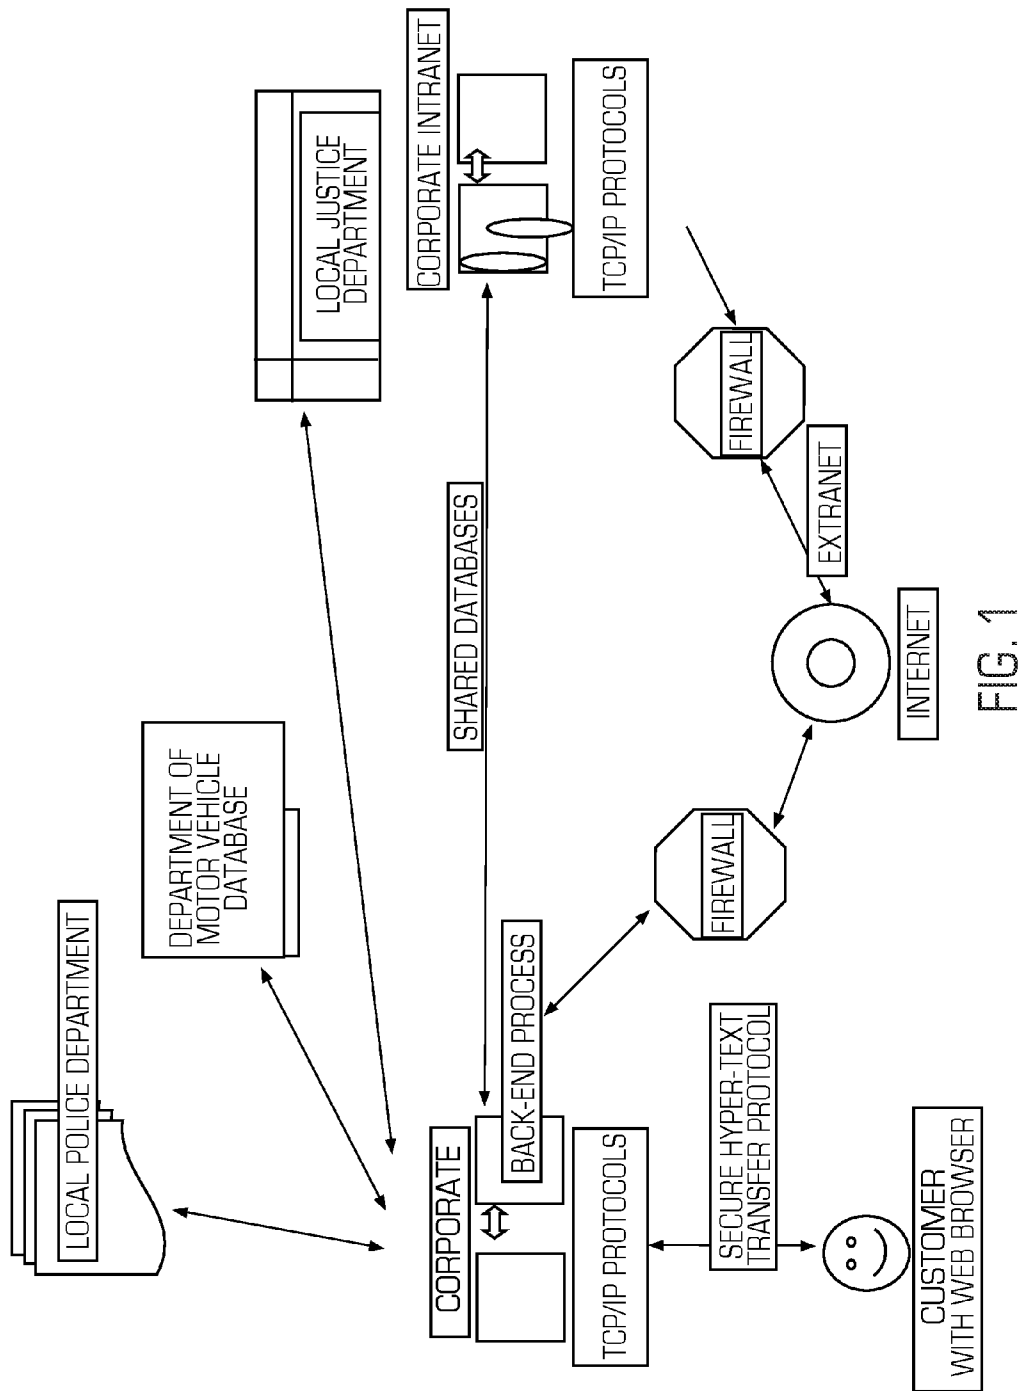 LOCAL POLICE DEPARTMENT
DEPARTMENT OF
MOTOR VEHICLE
DATABASE
LOCAL JUSTICE
DEPARTMENT
CORPORATE
BACK-END PROCESS
TCP/IP PROTOCOLS
SHARED DATABASES
CORPORATE INTRANET
TCP/IP PROTOCOLS
SECURE HYPER-TEXT
TRANSFER PROTOCOL
CUSTOMER
WITH WEB BROWSER
FIREWALL
INTERNET
EXTRANET
FIREWALL
FIG. 1